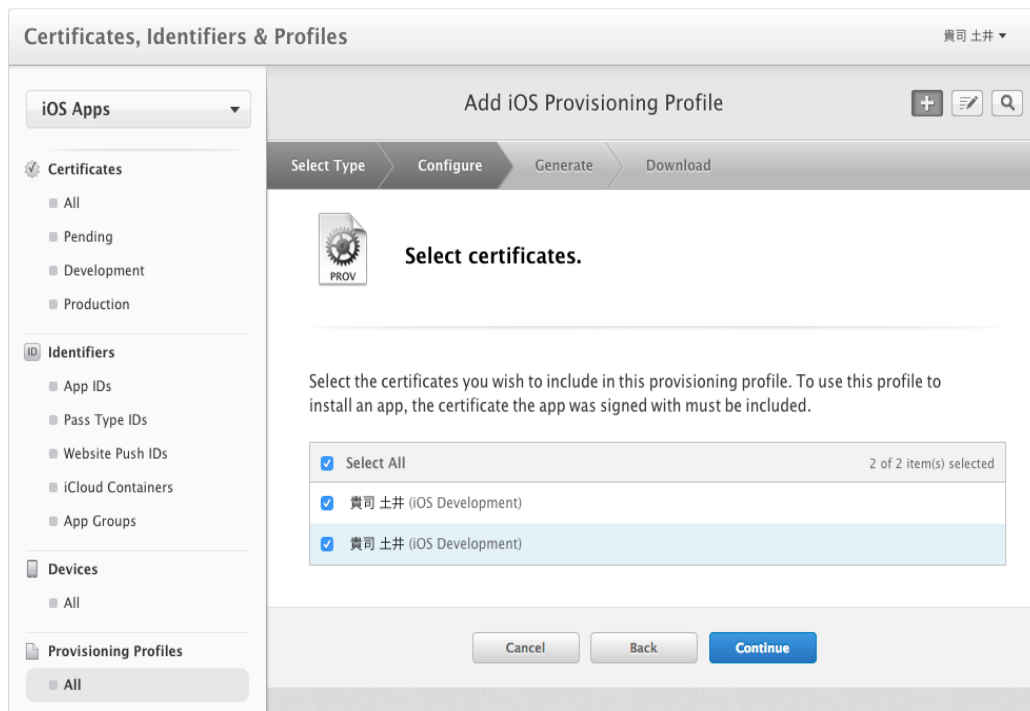 Certificates, Identifiers & Profiles
貴司 土井
iOS Apps
Add iOS Provisioning Profile
Select Type
Configure
Generate
Download
Certificates
All
Pending
Development
Production
ID Identifiers
App IDs
Pass Type IDs
Website Push IDs
iCloud Containers
App Groups
Devices
All
Provisioning Profiles
All
PROV
Select certificates.
Select the certificates you wish to include in this provisioning profile. To use this profile to
install an app, the certificate the app was signed with must be included.
Select All
2 of 2 item(s) selected
貴司 土井 (iOS Development)
貴司 土井 (iOS Development)
Cancel
Back
Continue